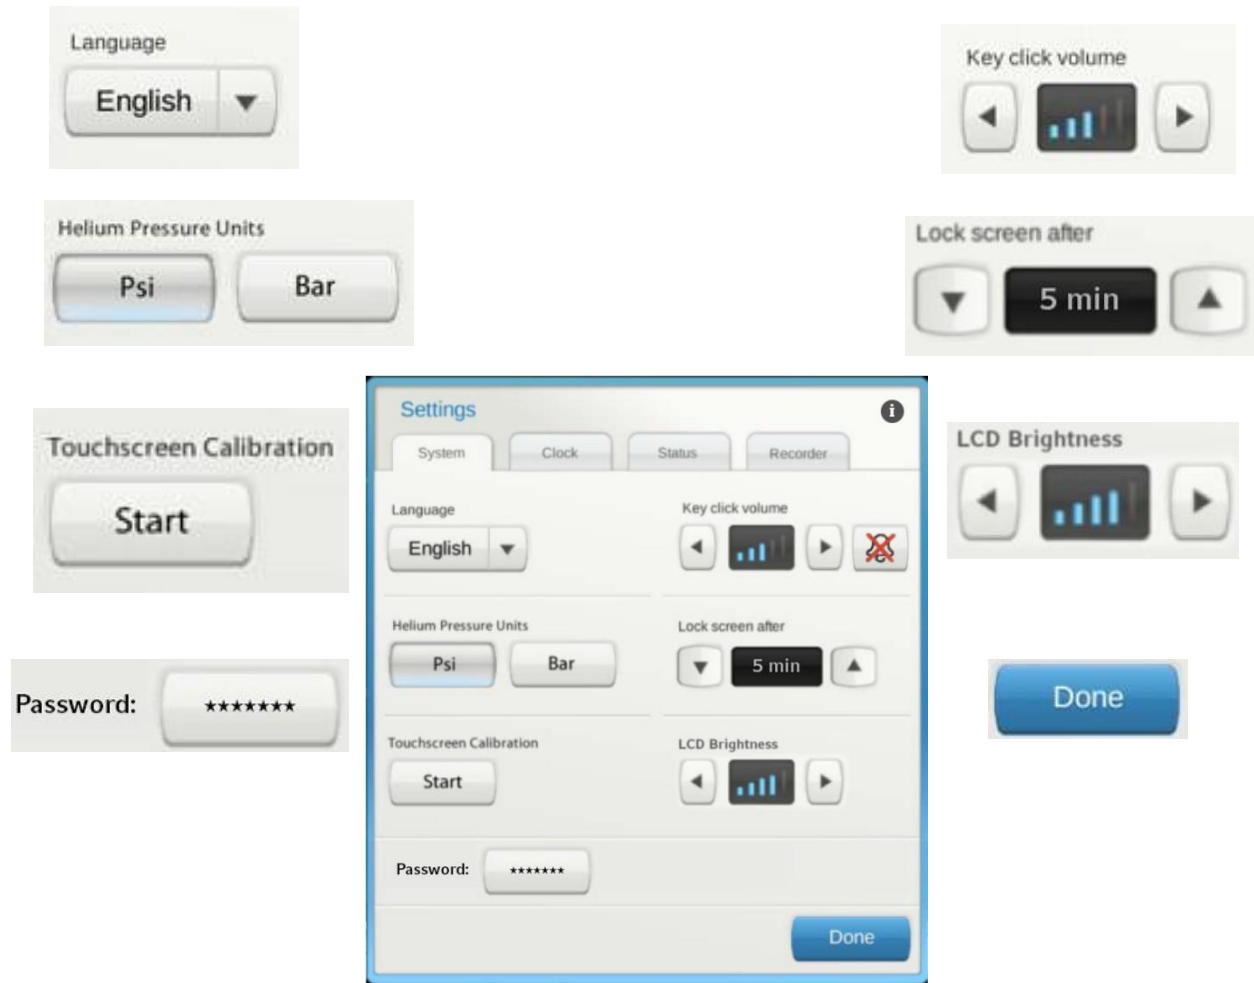 Language
English
Key click volume
Helium Pressure Units
Psi
Bar
Lock screen after
5 min
Touchscreen Calibration
Start
LCD Brightness
Password:
*******
Done
Settings
i
System
Clock
Status
Recorder
Language
English
Key click volume
Helium Pressure Units
Psi
Bar
Lock screen after
5 min
Touchscreen Calibration
Start
LCD Brightness
Password:
*******
Done